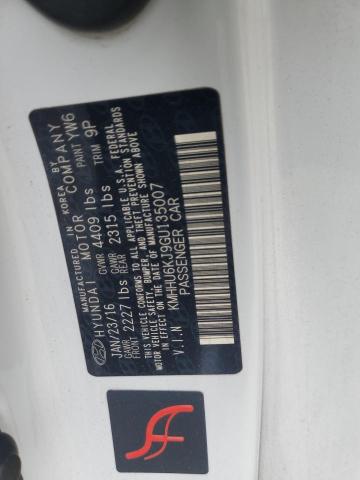 MANUFACTURED IN KOREA BY
HYUNDAI MOTOR COMPANY
JAN/23/16 GVWR 4409 lbs PAINT YW6
GAWR FRONT 2227 lbs GAWR REAR 2315 lbs TRIM 9P
THIS VEHICLE CONFORMS TO ALL APPLICABLE U.S.A. FEDERAL
MOTOR VEHICLE SAFETY, BUMPER, AND THEFT PREVENTION STANDARDS
IN EFFECT ON THE DATE OF MANUFACTURE SHOWN ABOVE
V.I.N KMHHU6KJ9GU135007
PASSENGER CAR